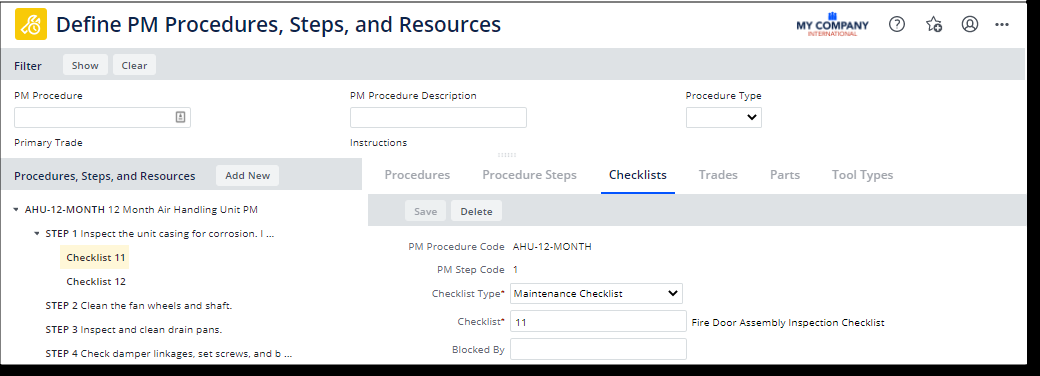 Define PM Procedures, Steps, and Resources
MY COMPANY
INTERNATIONAL
Filter Show Clear
PM Procedure PM Procedure Description Procedure Type
Primary Trade Instructions
Procedures, Steps, and Resources Add New
Procedures Procedure Steps Checklists Trades Parts Tool Types
Save Delete
AHU-12-MONTH 12 Month Air Handling Unit PM
STEP 1 Inspect the unit casing for corrosion. I ...
Checklist 11
Checklist 12
STEP 2 Clean the fan wheels and shaft.
STEP 3 Inspect and clean drain pans.
STEP 4 Check damper linkages, set screws, and b ...
PM Procedure Code AHU-12-MONTH
PM Step Code 1
Checklist Type* Maintenance Checklist
Checklist* 11 Fire Door Assembly Inspection Checklist
Blocked By